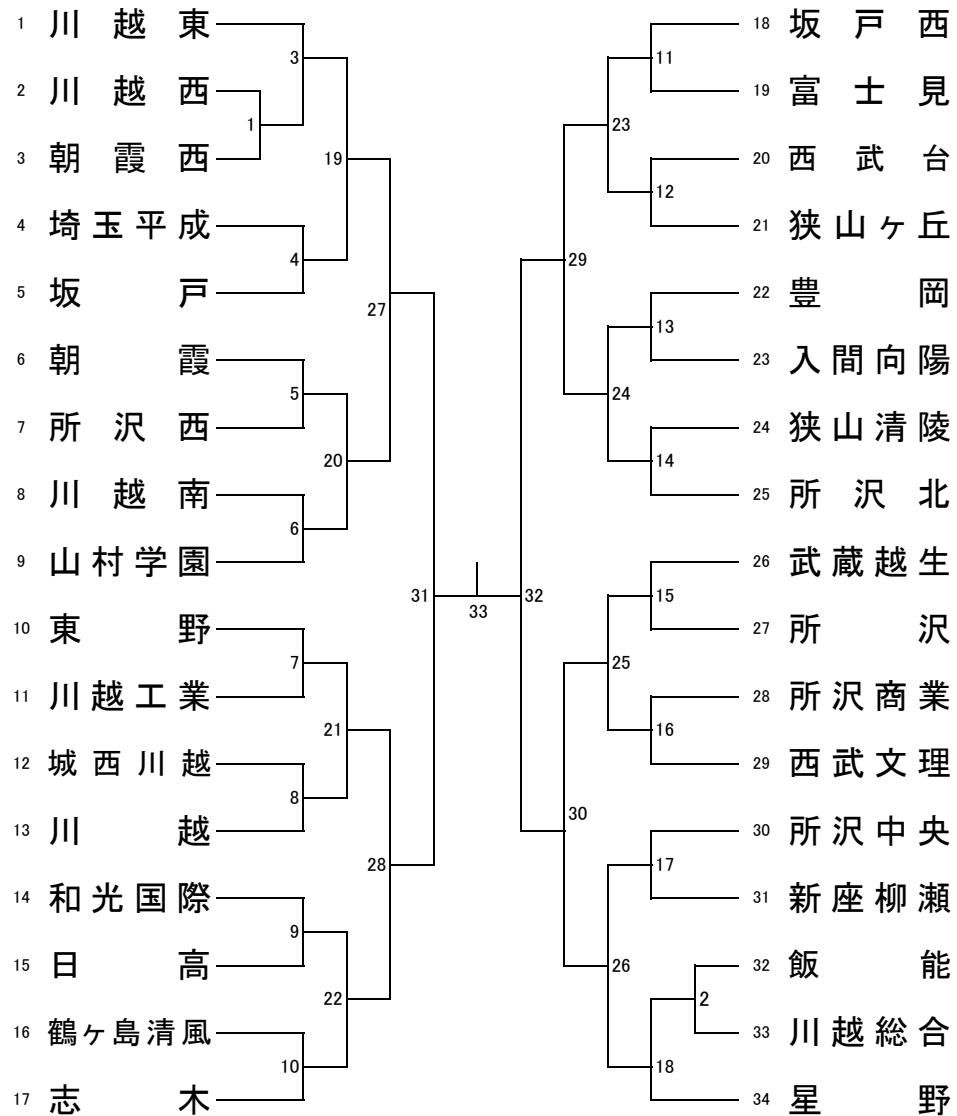 1 川越東
2 川越西
3 朝霞西
4 埼玉平成
5 坂戸
6 朝霞
7 所沢西
8 川越南
9 山村学園
10 東野
11 川越工業
12 城西川越
13 川越
14 和光国際
15 日高
16 鶴ヶ島清風
17 志木
3
1
19
4
27
5
20
6
31
7
21
8
28
9
22
10
33
18 坂戸西
19 富士見
20 西武台
21 狭山ヶ丘
22 豊岡
23 入間向陽
24 狭山清陵
25 所沢北
26 武蔵越生
27 所沢
28 所沢商業
29 西武文理
30 所沢中央
31 新座柳瀬
32 飯能
33 川越総合
34 星野
11
23
12
29
13
24
14
32
15
25
16
30
17
26
2
18